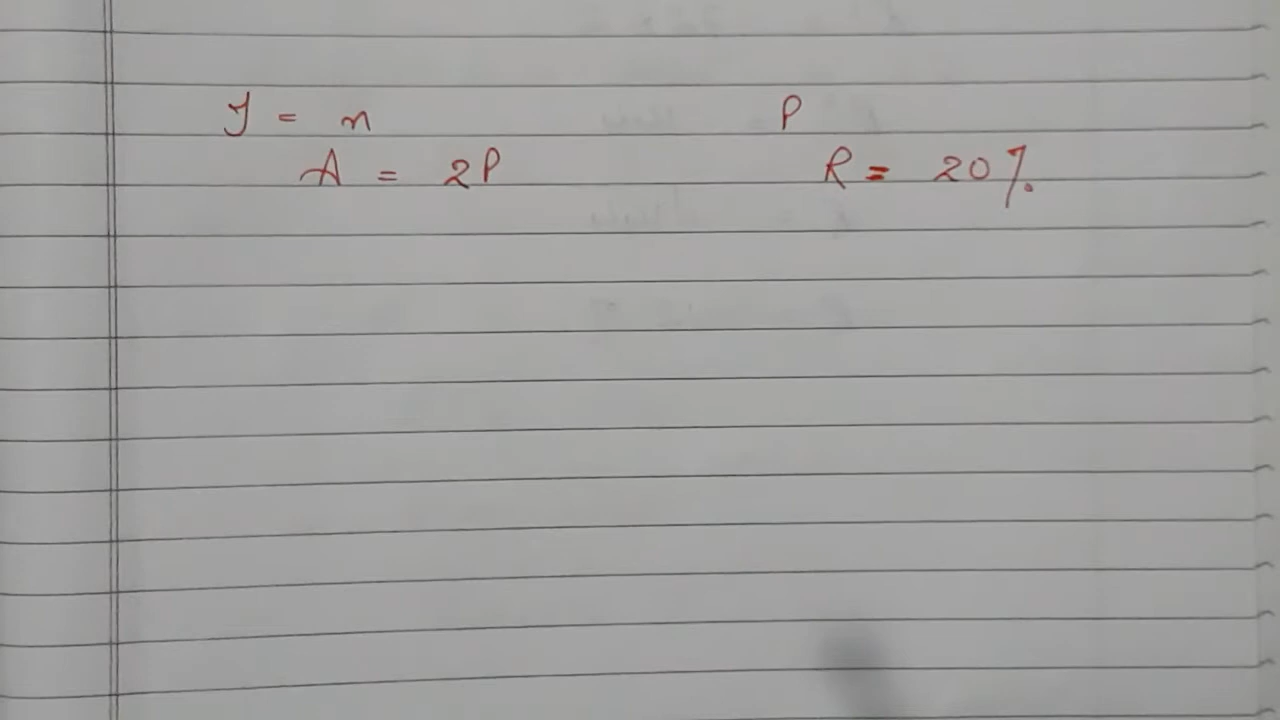 Y = n P
A = 2P R = 20%